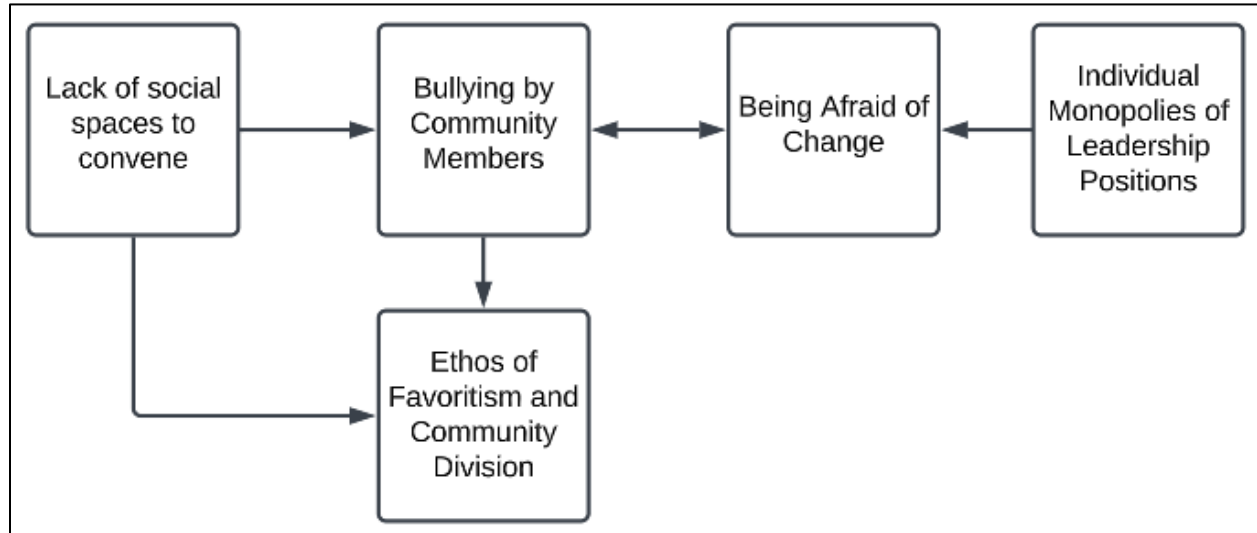 Lack of social
spaces to
convene
Bullying by
Community
Members
Being Afraid of
Change
Individual
Monopolies of
Leadership
Positions
Ethos of
Favoritism and
Community
Division